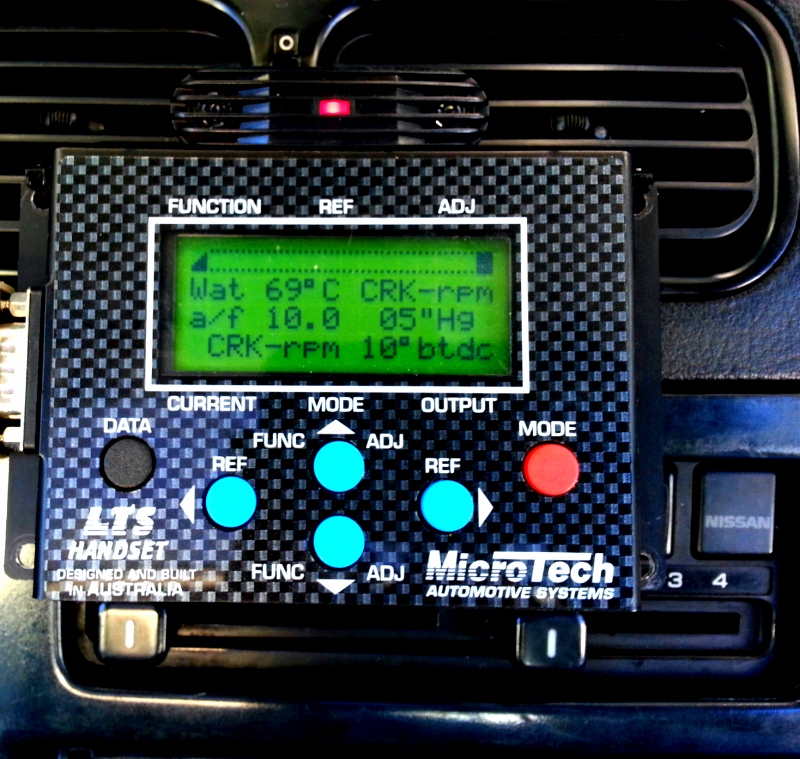 FUNCTION REF ADJ
Wat 69°C CRK-rpm
a/f 10.0 05"Hg
CRK-rpm 10°btdc
CURRENT MODE OUTPUT
DATA FUNC ADJ MODE
REF REF
LTS
HANDSET
DESIGNED AND BUILT
IN AUSTRALIA
FUNC ADJ
MicroTech
AUTOMOTIVE SYSTEMS
NISSAN
3 4